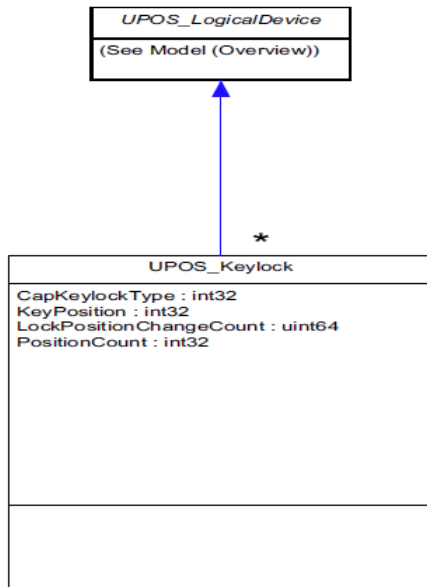 UPOS_LogicalDevice
(See Model (Overview))
*
UPOS_Keylock
CapKeylockType : int32
KeyPosition : int32
LockPositionChangeCount : uint64
PositionCount : int32